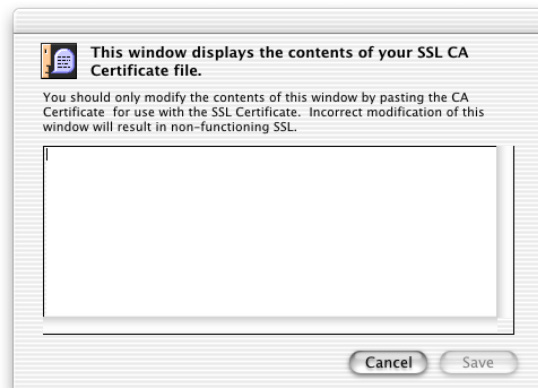 This window displays the contents of your SSL CA
Certificate file.
You should only modify the contents of this window by pasting the CA
Certificate  for use with the SSL Certificate.  Incorrect modification of this
window will result in non-functioning SSL.
Cancel
Save